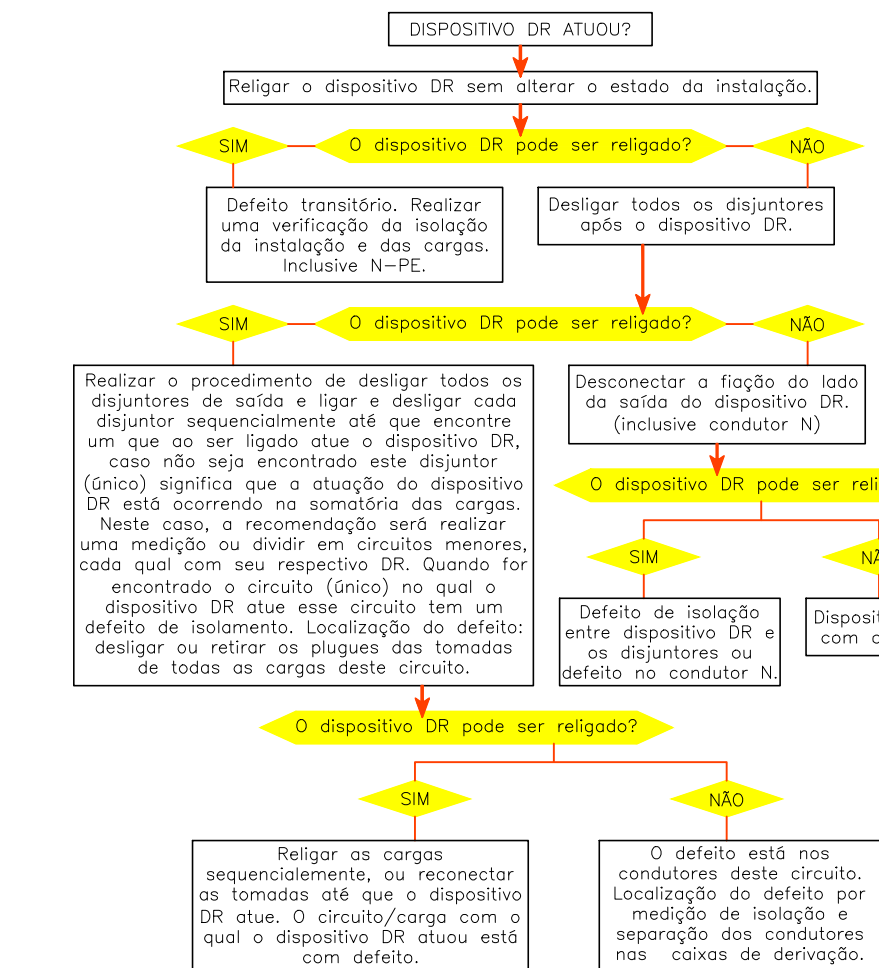 DISPOSITIVO DR ATUOU?
Religar o dispositivo DR sem alterar o estado da instalação.
SIM
O dispositivo DR pode ser religado?
NÃO
Defeito transitório. Realizar
uma verificação da isolação
da instalação e das cargas.
Inclusive N-PE.
Desligar todos os disjuntores
após o dispositivo DR.
SIM
O dispositivo DR pode ser religado?
NÃO
Realizar o procedimento de desligar todos os
disjuntores de saída e ligar e desligar cada
disjuntor sequencialmente até que encontre
um que ao ser ligado atue o dispositivo DR,
caso não seja encontrado este disjuntor
(único) significa que a atuação do dispositivo
DR está ocorrendo na somatória das cargas.
Neste caso, a recomendação será realizar
uma medição ou dividir em circuitos menores,
cada qual com seu respectivo DR. Quando for
encontrado o circuito (único) no qual o
dispositivo DR atue esse circuito tem um
defeito de isolamento. Localização do defeito:
desligar ou retirar os plugues das tomadas
de todas as cargas deste circuito.
Desconectar a fiação do lado
da saída do dispositivo DR.
(inclusive condutor N)
O dispositivo DR pode ser
SIM
Defeito de isolação
entre dispositivo DR e
os disjuntores ou
defeito no condutor N.
com
O dispositivo DR pode ser religado?
SIM
NÃO
Religar as cargas
sequencialemente, ou reconectar
as tomadas até que o dispositivo
DR atue. O circuito/carga com o
qual o dispositivo DR atuou está
com defeito.
O defeito está nos
condutores deste circuito.
Localização do defeito por
medição de isolação e
separação dos condutores
nas caixas de derivação.